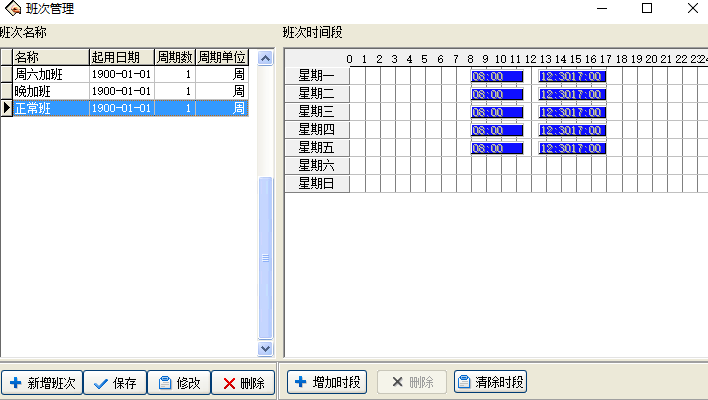 班次管理
班次名称
名称 起用日期 周期数 周期单位
周六加班 1900-01-01 1 周
晚加班 1900-01-01 1 周
正常班 1900-01-01 1 周
新增班次 保存 修改 删除
班次时间段
0 1 2 3 4 5 6 7 8 9 10 11 12 13 14 15 16 17 18 19 20 21 22 23 24
星期一 08:00 12:30 17:00
星期二 08:00 12:30 17:00
星期三 08:00 12:30 17:00
星期四 08:00 12:30 17:00
星期五 08:00 12:30 17:00
星期六
星期日
增加时段 删除 清除时段